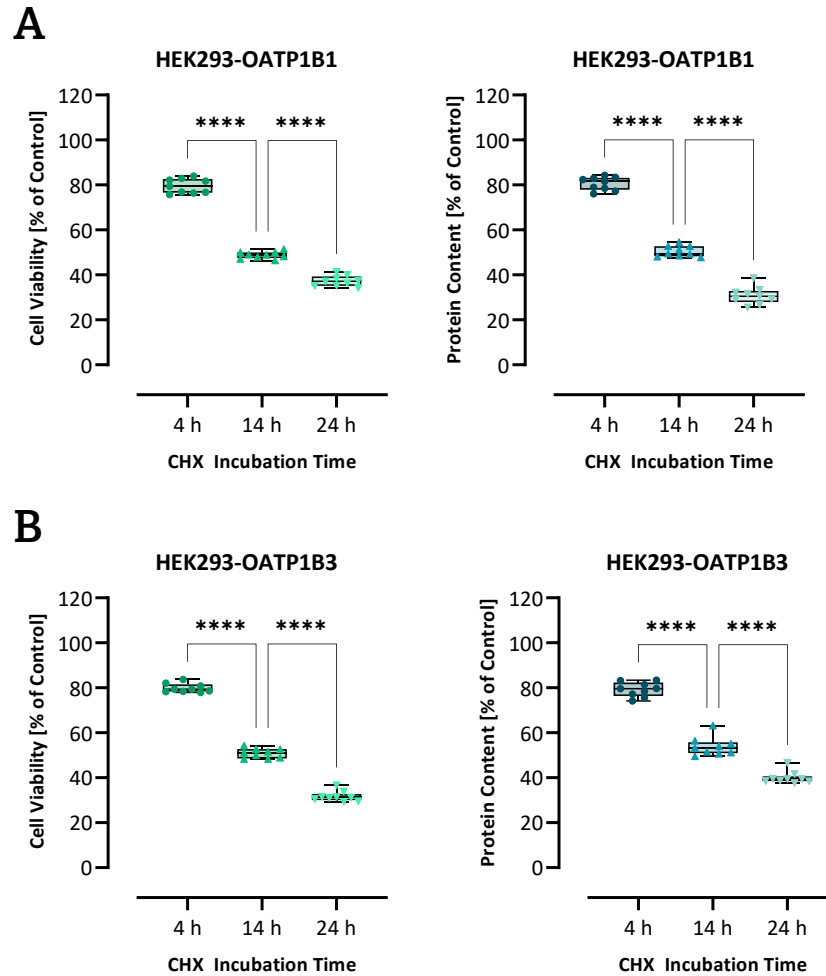 A
HEK293-OATP1B1
Cell Viability [% of Control]
120
100
80
60
40
20
0
**** ****
4 h 14 h 24 h
CHX Incubation Time
HEK293-OATP1B1
Protein Content [% of Control]
120
100
80
60
40
20
0
**** ****
4 h 14 h 24 h
CHX Incubation Time
B
HEK293-OATP1B3
Cell Viability [% of Control]
120
100
80
60
40
20
0
**** ****
4 h 14 h 24 h
CHX Incubation Time
HEK293-OATP1B3
Protein Content [% of Control]
120
100
80
60
40
20
0
**** ****
4 h 14 h 24 h
CHX Incubation Time